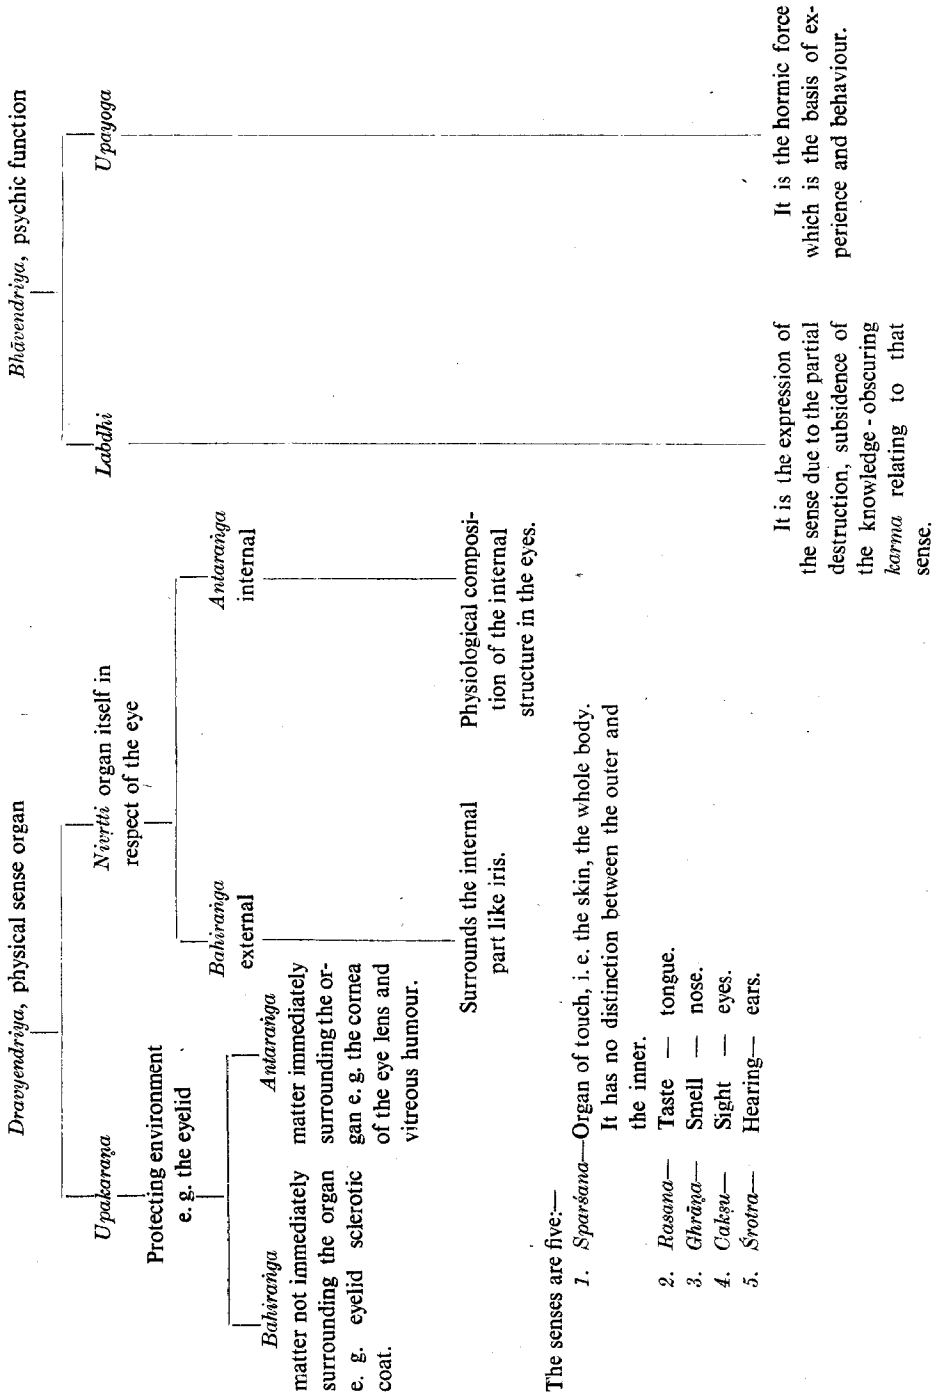 Dravyendriya, physical sense organ
Bhāvendriya, psychic function
Upakaraṇa
Protecting environment
e. g. the eyelid
Nivṛtti organ itself in
respect of the eye
Labdhi
Upayoga
Bahiraṅga
matter not immediately
surrounding the organ
e. g. eyelid sclerotic
coat.
Antaraṅga
matter immediately
surrounding the or-
gan e. g. the cornea
of the eye lens and
vitreous humour.
Bahiraṅga
external
Antaraṅga
internal
Surrounds the internal
part like iris.
Physiological composi-
tion of the internal
structure in the eyes.
It is the expression of
the sense due to the partial
destruction, subsidence of
the knowledge - obscuring
karma relating to that
sense.
It is the hormic force
which is the basis of ex-
perience and behaviour.
The senses are five:—
1. Sparśana—Organ of touch, i. e. the skin, the whole body.
It has no distinction between the outer and
the inner.
2. Rasana— Taste — tongue.
3. Ghrāṇa— Smell — nose.
4. Cakṣu— Sight — eyes.
5. Śrotra— Hearing— ears.